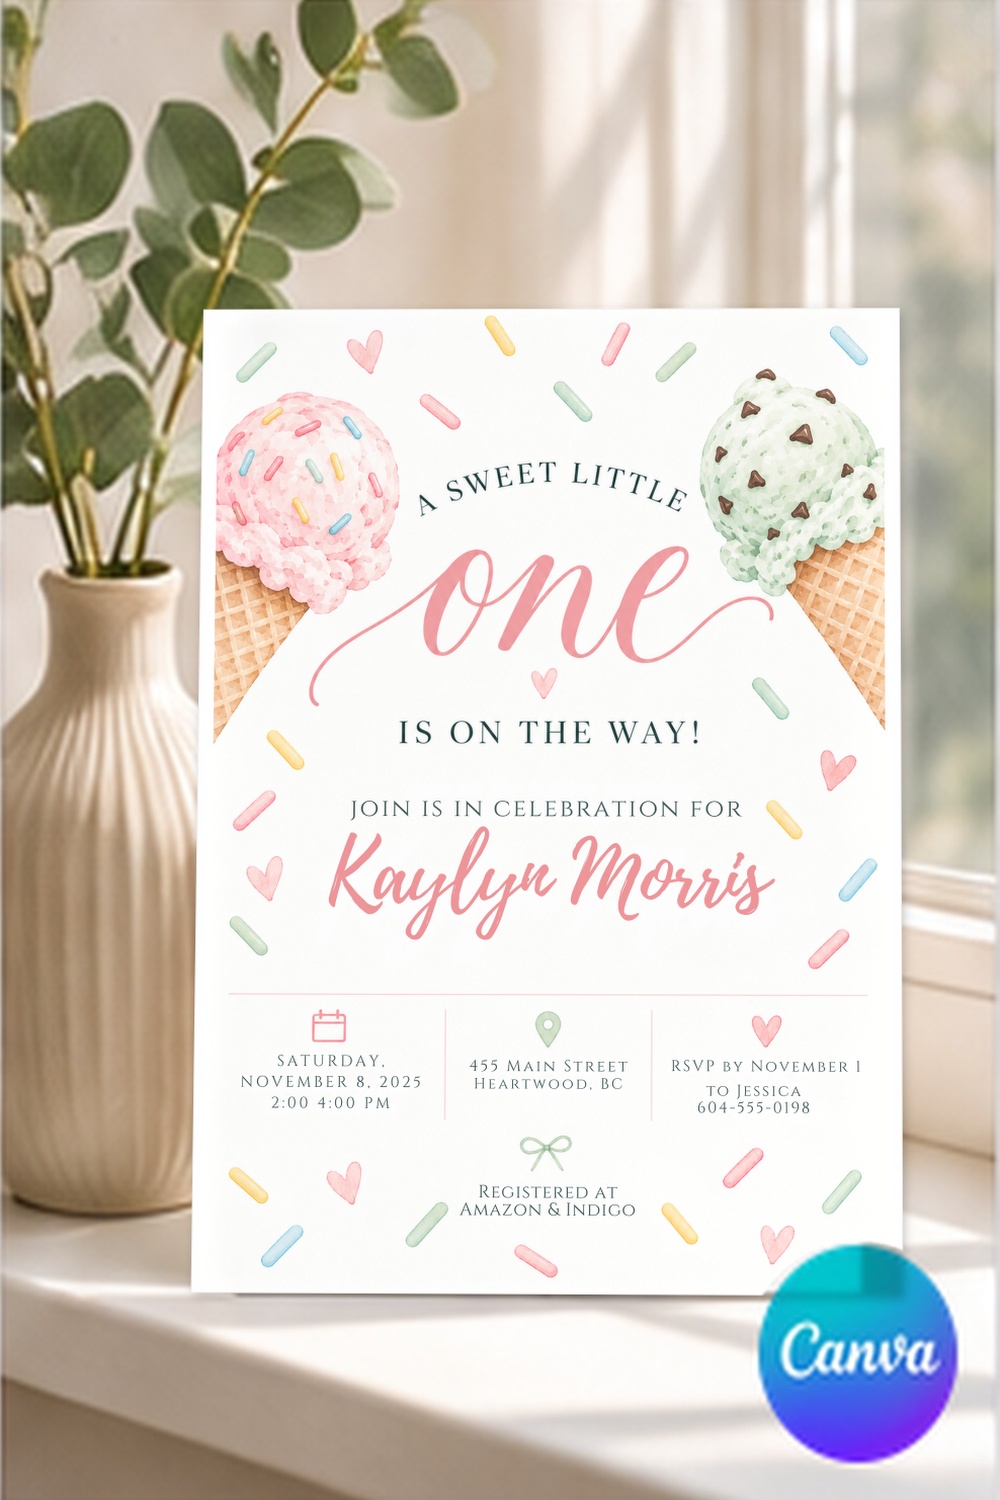 A SWEET LITTLE
one
IS ON THE WAY!
JOIN IS IN CELEBRATION FOR
Kaylyn Morris
SATURDAY,
NOVEMBER 8, 2025
2:00 4:00 PM
455 MAIN STREET
HEARTWOOD, BC
RSVP BY NOVEMBER 1
TO JESSICA
604-555-0198
REGISTERED AT
AMAZON & INDIGO
Canva